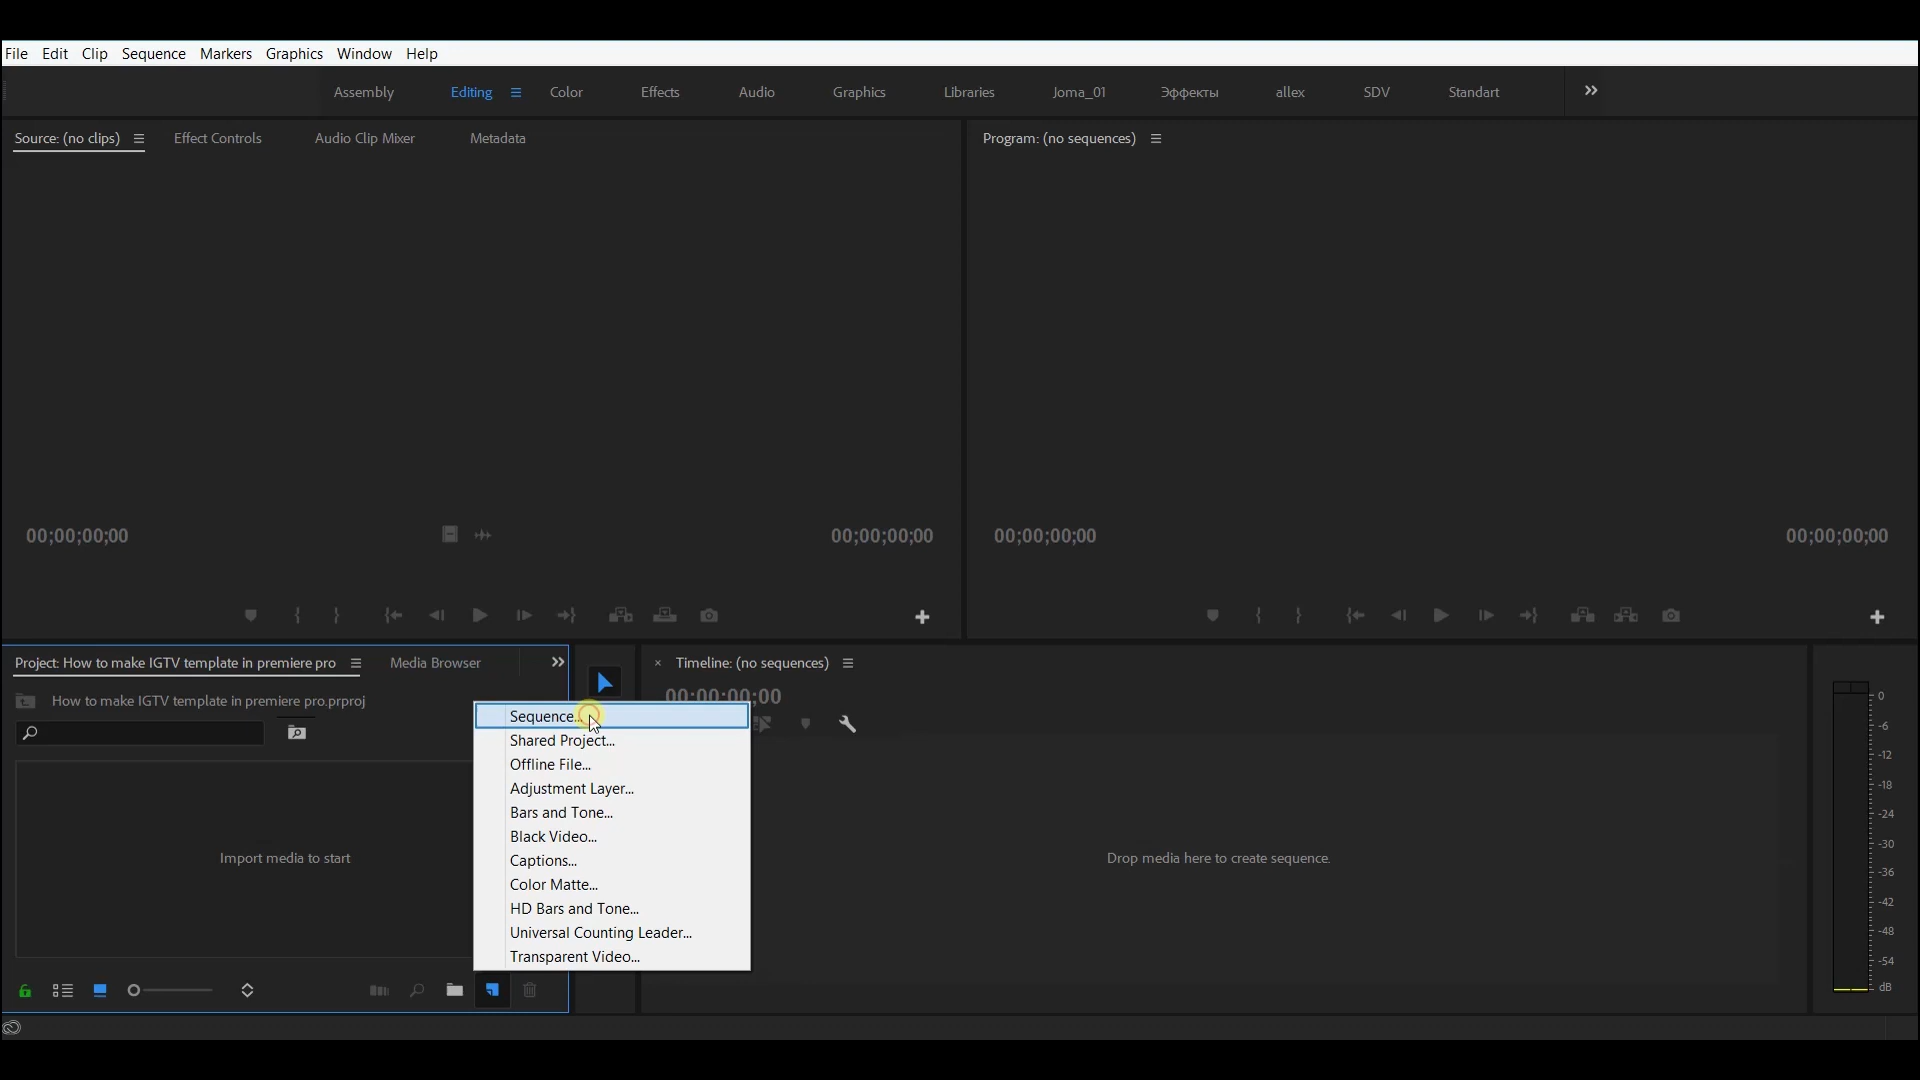 File Edit Clip Sequence Markers Graphics Window Help
Assembly Editing Color Effects Audio Graphics Libraries Joma_01 Эффекты allex SDV Standart
Source: (no clips) Effect Controls Audio Clip Mixer Metadata
Program: (no sequences)
00;00;00;00 00;00;00;00
00;00;00;00 00;00;00;00
Project: How to make IGTV template in premiere pro Media Browser
How to make IGTV template in premiere pro.prproj
Import media to start
Sequence...
Shared Project...
Offline File...
Adjustment Layer...
Bars and Tone...
Black Video...
Captions...
Color Matte...
HD Bars and Tone...
Universal Counting Leader...
Transparent Video...
× Timeline: (no sequences)
00;00;00;00
Drop media here to create sequence.
0
-6
-12
-18
-24
-30
-36
-42
-48
-54
dB